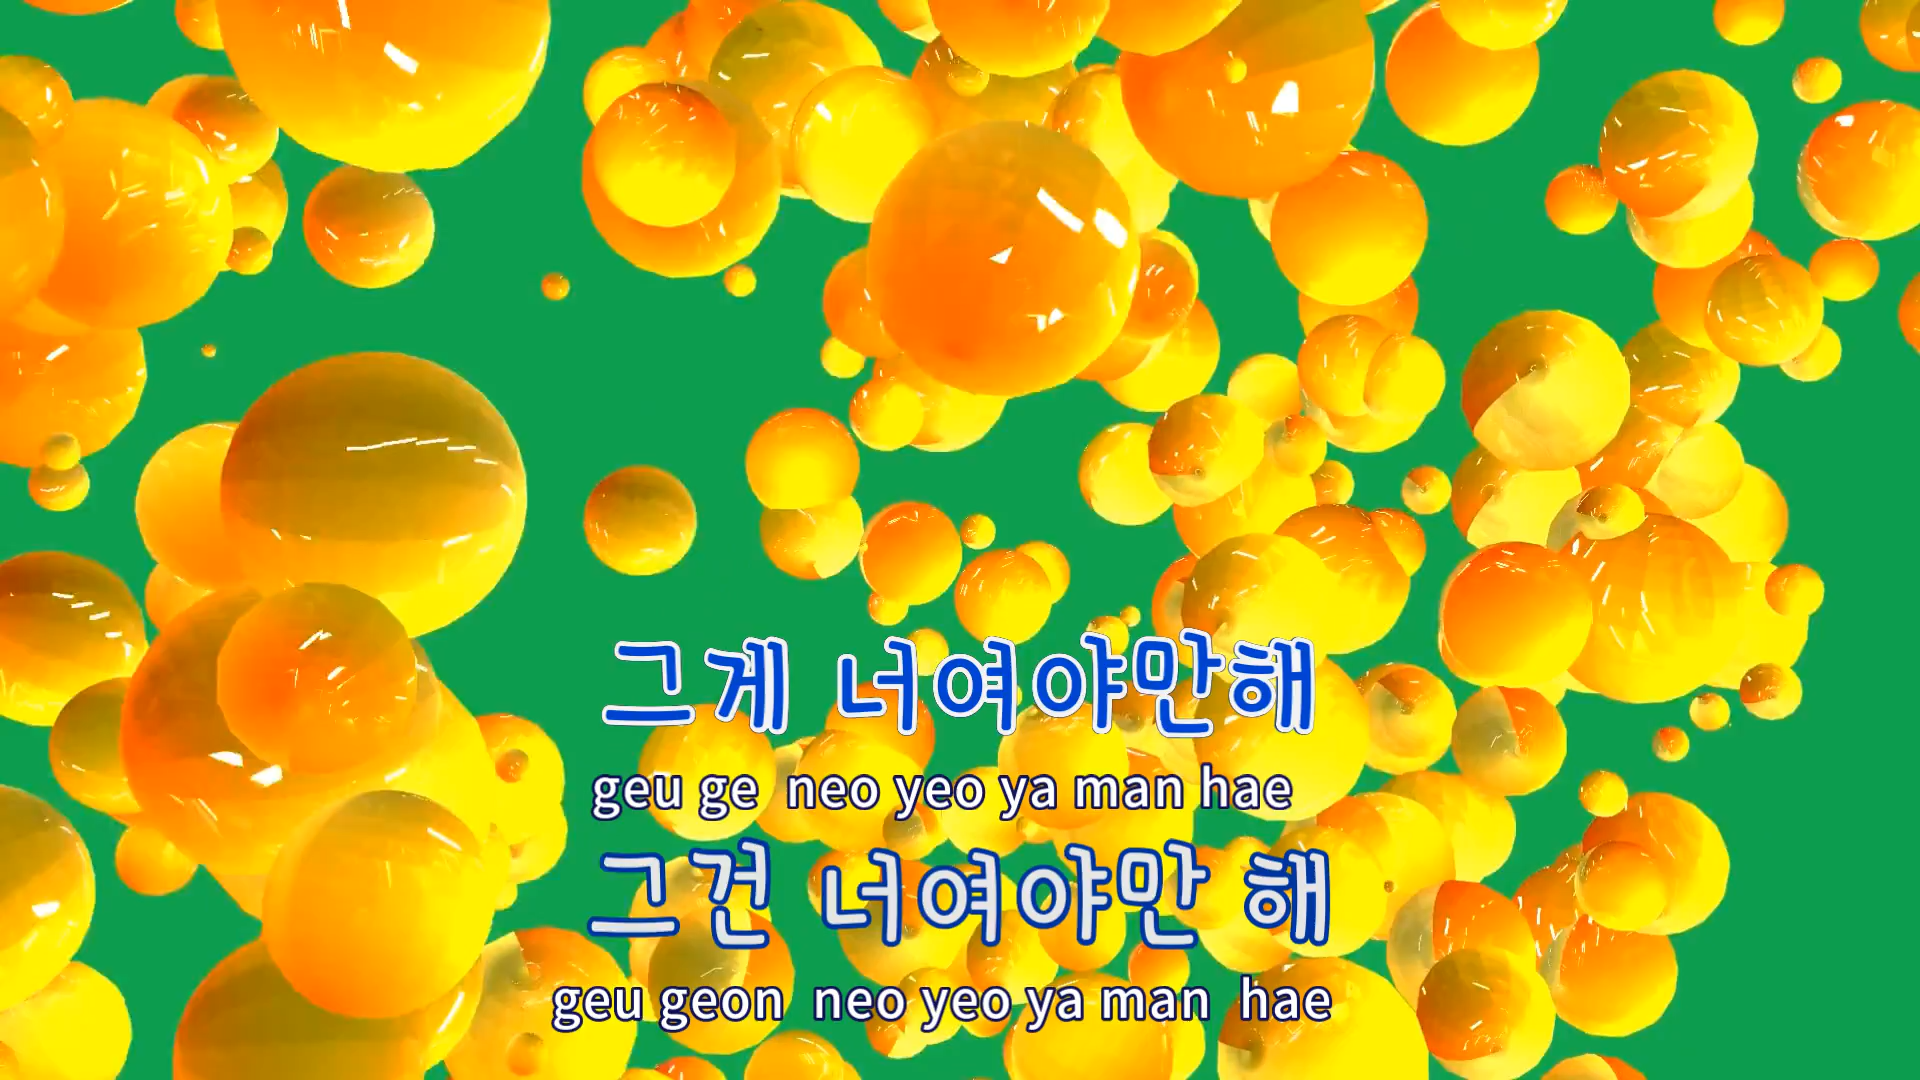 그게 너여야만해
geu ge neo yeo ya man hae
그건 너여야만 해
geu geon neo yeo ya man hae